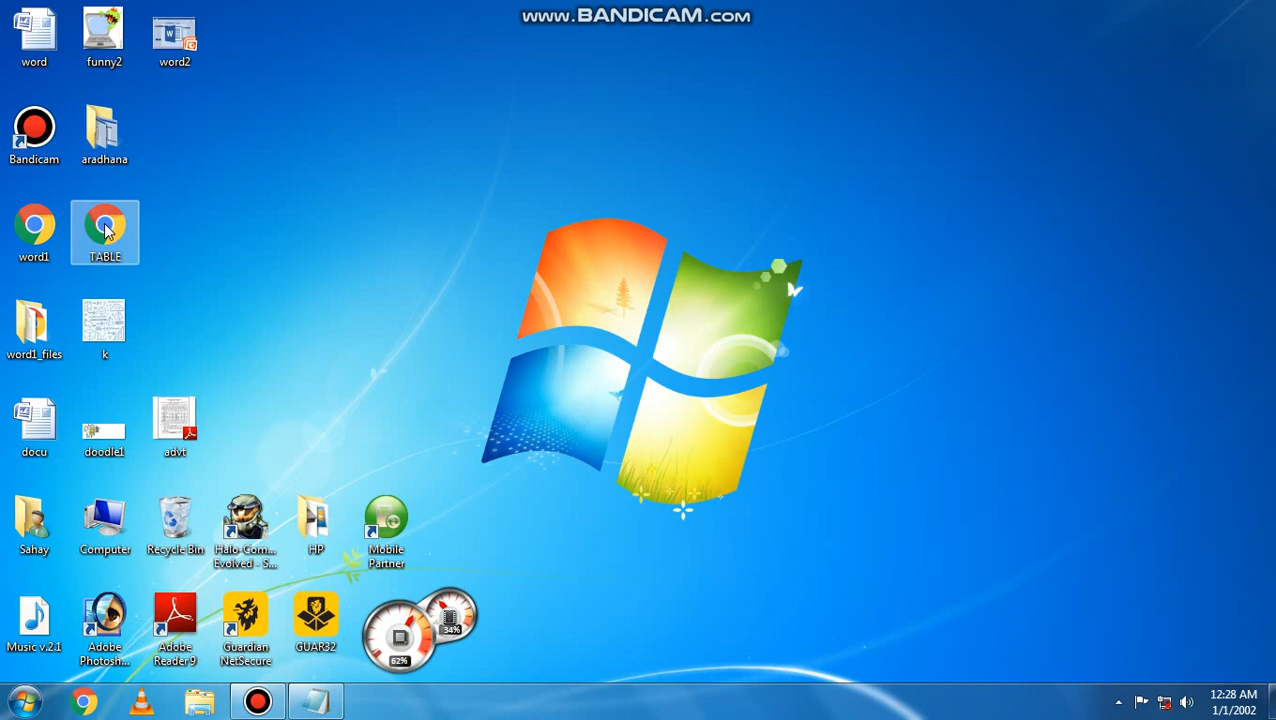 www.BANDICAM.com
word
funny2
word2
Bandicam
aradhana
word1
TABLE
word1_files
k
docu
doodle1
advt
Sahay
Computer
Recycle Bin
Halo-Com...
Evolved - S...
HP
Mobile
Partner
Music v.2.1
Adobe
Photosh...
Adobe
Reader 9
Guardian
NetSecure
GUAR32
62%
34%
12:28 AM
1/1/2002